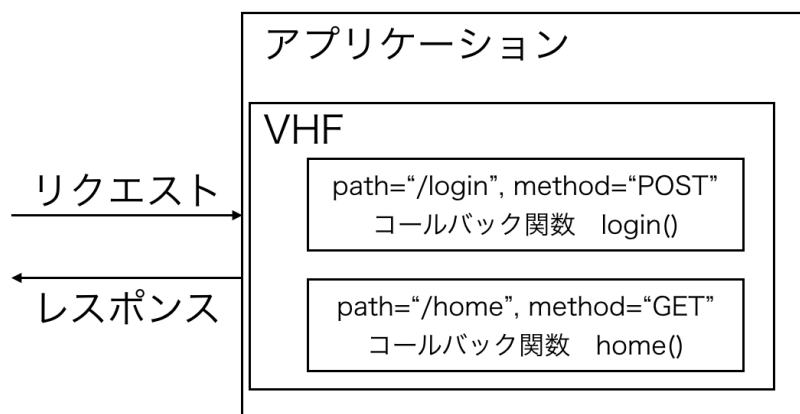 アプリケーション
VHF
リクエスト
path=“/login”, method=“POST”
コールバック関数　login()
レスポンス
path=“/home”, method=“GET”
コールバック関数　home()